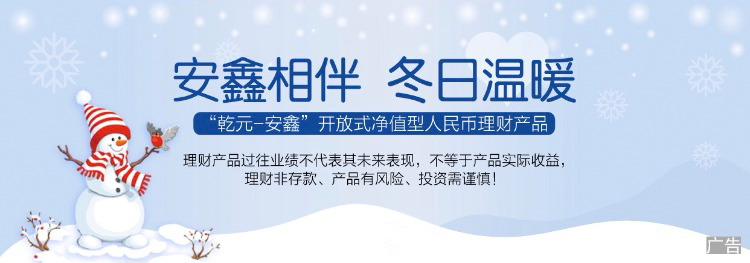 安鑫相伴 冬日温暖
“乾元-安鑫”开放式净值型人民币理财产品
理财产品过往业绩不代表其未来表现，不等于产品实际收益，
理财非存款、产品有风险、投资需谨慎！
广告